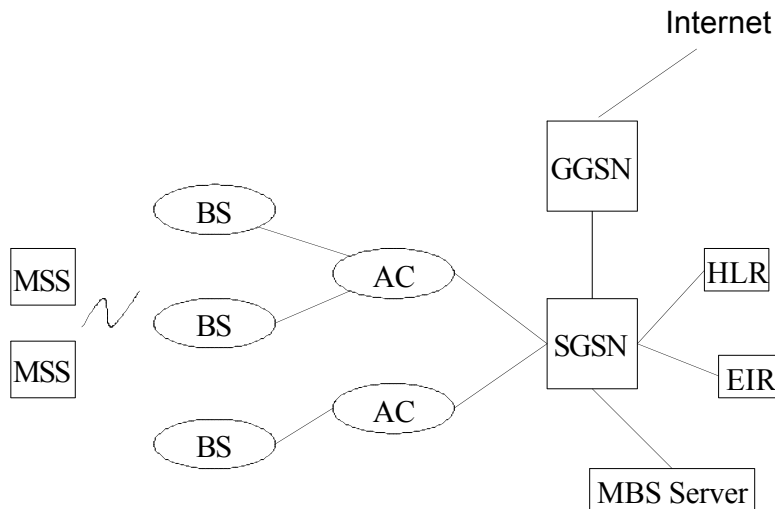 Internet
GGSN
BS
MSS
AC
HLR
BS
SGSN
MSS
EIR
AC
BS
MBS Server